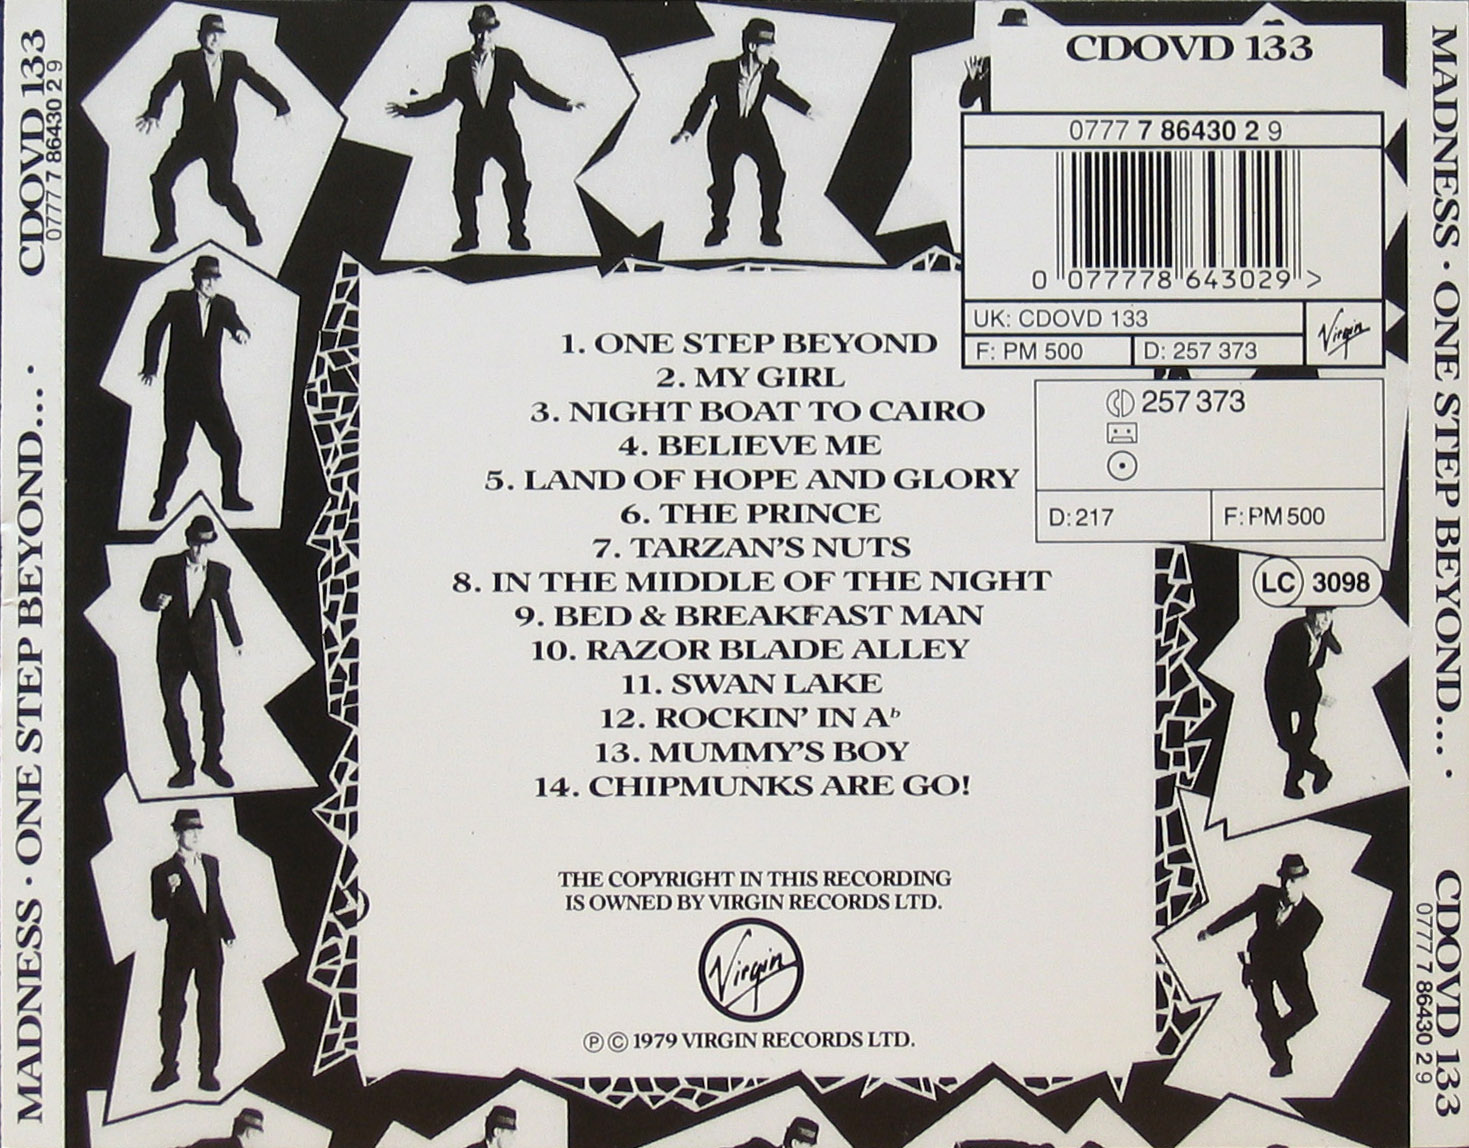 MADNESS · ONE STEP BEYOND... · CDOVD 133
0777 7 86430 2 9
CDOVD 133
0777 7 86430 2 9
0 077778 643029 >
UK: CDOVD 133
F: PM 500 D: 257 373
Virgin
CD 257 373
D: 217 F: PM 500
LC 3098
1. ONE STEP BEYOND
2. MY GIRL
3. NIGHT BOAT TO CAIRO
4. BELIEVE ME
5. LAND OF HOPE AND GLORY
6. THE PRINCE
7. TARZAN'S NUTS
8. IN THE MIDDLE OF THE NIGHT
9. BED & BREAKFAST MAN
10. RAZOR BLADE ALLEY
11. SWAN LAKE
12. ROCKIN' IN A♭
13. MUMMY'S BOY
14. CHIPMUNKS ARE GO!
THE COPYRIGHT IN THIS RECORDING
IS OWNED BY VIRGIN RECORDS LTD.
Virgin
℗ © 1979 VIRGIN RECORDS LTD.
MADNESS · ONE STEP BEYOND... · CDOVD 133
0777 7 86430 2 9